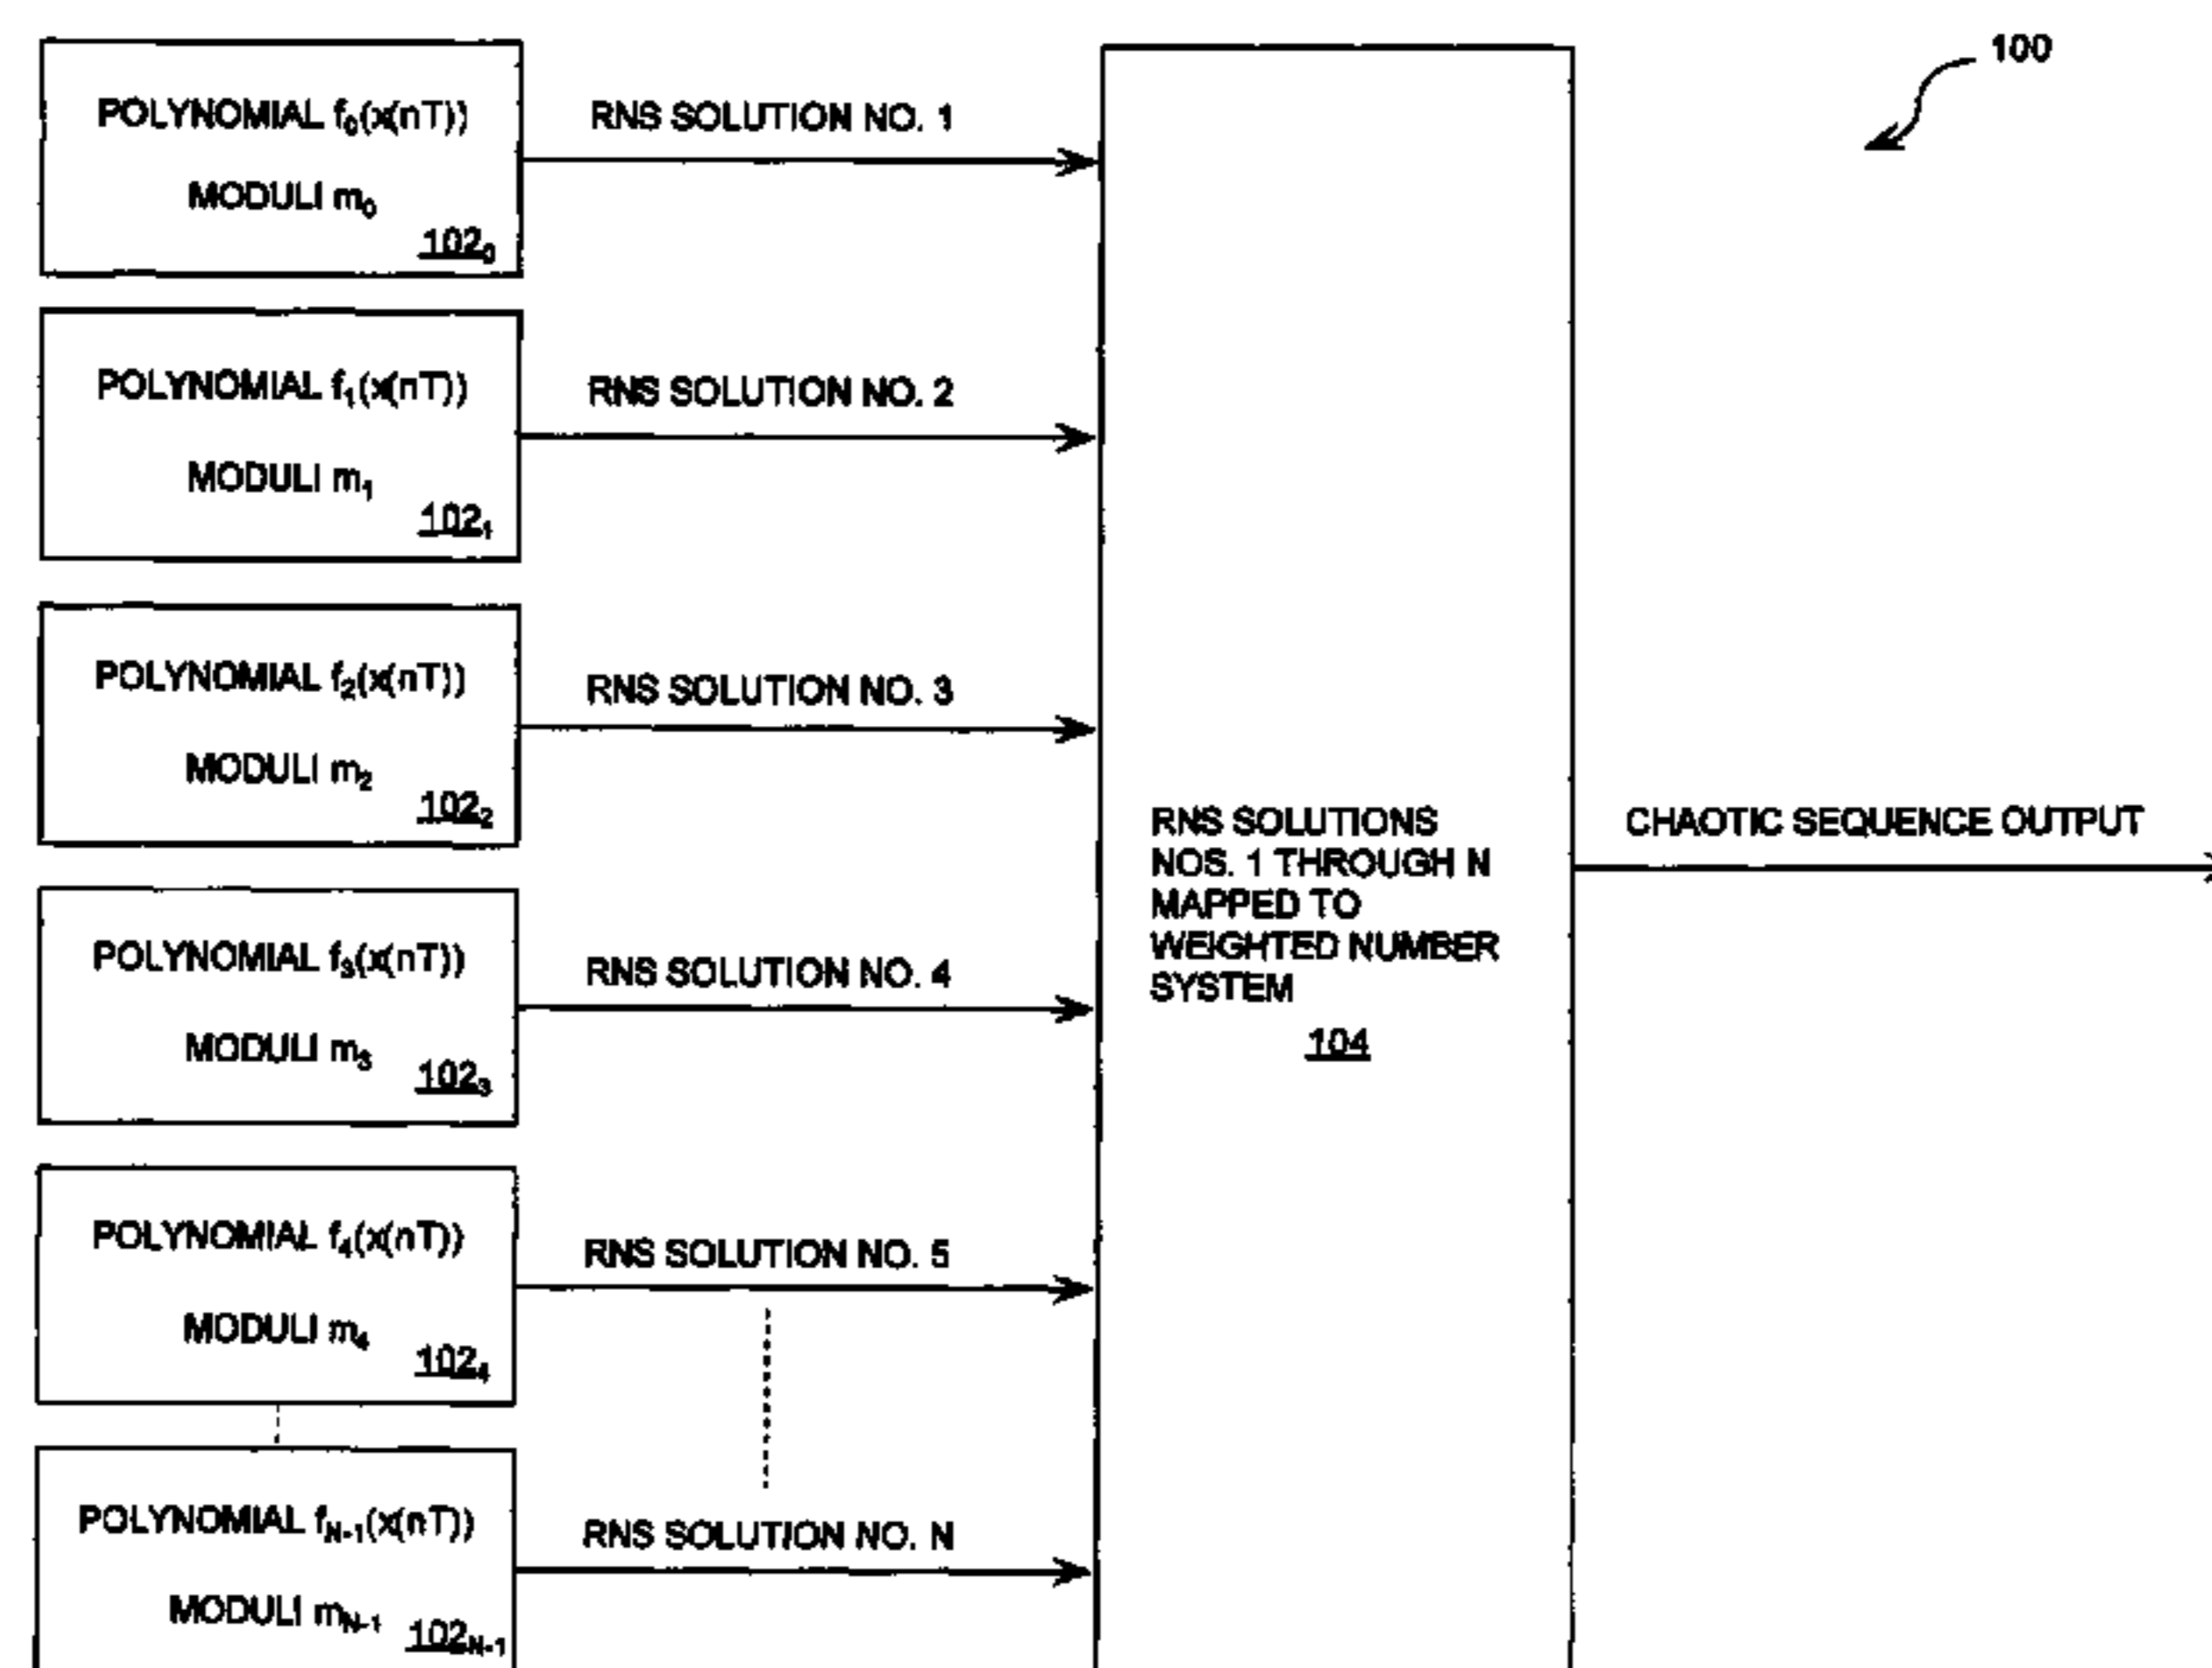 100
POLYNOMIAL f₀(x(nT))
MODULI m₀
102₀
RNS SOLUTION NO. 1
POLYNOMIAL f₁(x(nT))
MODULI m₁
102₁
RNS SOLUTION NO. 2
POLYNOMIAL f₂(x(nT))
MODULI m₂
102₂
RNS SOLUTION NO. 3
POLYNOMIAL f₃(x(nT))
MODULI m₃
102₃
RNS SOLUTION NO. 4
POLYNOMIAL f₄(x(nT))
MODULI m₄
102₄
RNS SOLUTION NO. 5
POLYNOMIAL f_N-1(x(nT))
MODULI m_N-1
102_N-1
RNS SOLUTION NO. N
RNS SOLUTIONS
NOS. 1 THROUGH N
MAPPED TO
WEIGHTED NUMBER
SYSTEM
104
CHAOTIC SEQUENCE OUTPUT